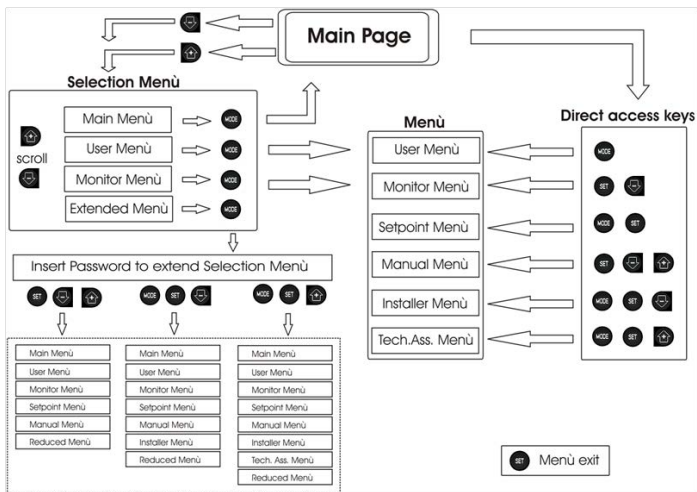 Main Page
Selection Menù
Main Menù MODE
User Menù MODE
Monitor Menù MODE
Extended Menù MODE
scroll
Menù
User Menù
Monitor Menù
Setpoint Menù
Manual Menù
Installer Menù
Tech.Ass. Menù
Direct access keys
MODE
SET
MODE SET
SET
MODE SET
MODE SET
Insert Password to extend Selection Menù
SET
MODE SET
MODE SET
Main Menù
User Menù
Monitor Menù
Setpoint Menù
Manual Menù
Reduced Menù
Main Menù
User Menù
Monitor Menù
Setpoint Menù
Manual Menù
Installer Menù
Reduced Menù
Main Menù
User Menù
Monitor Menù
Setpoint Menù
Manual Menù
Installer Menù
Tech. Ass. Menù
Reduced Menù
SET Menù exit